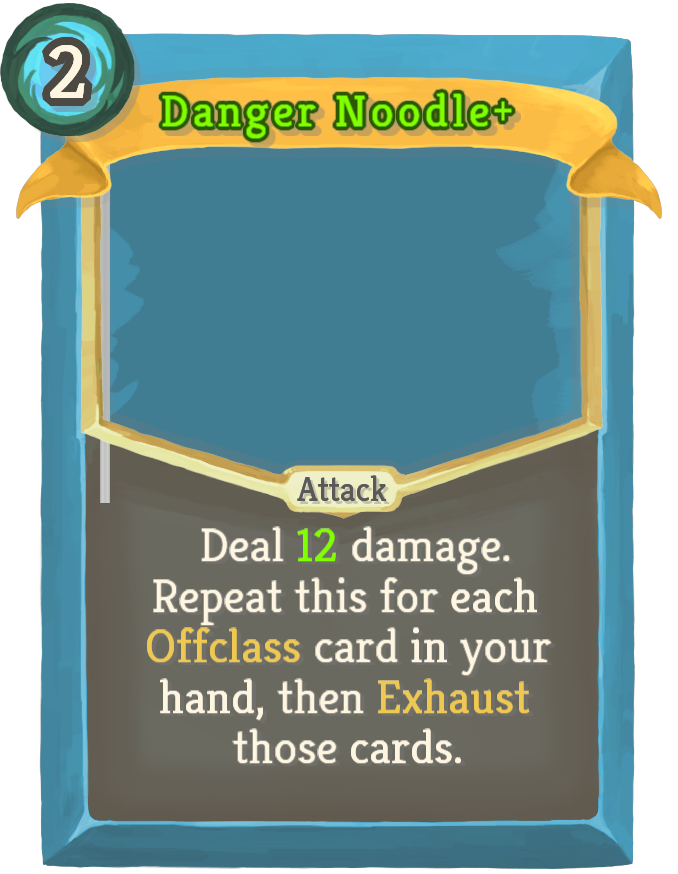 2
Danger Noodle+
Attack
Deal 12 damage.
Repeat this for each
Offclass card in your
hand, then Exhaust
those cards.